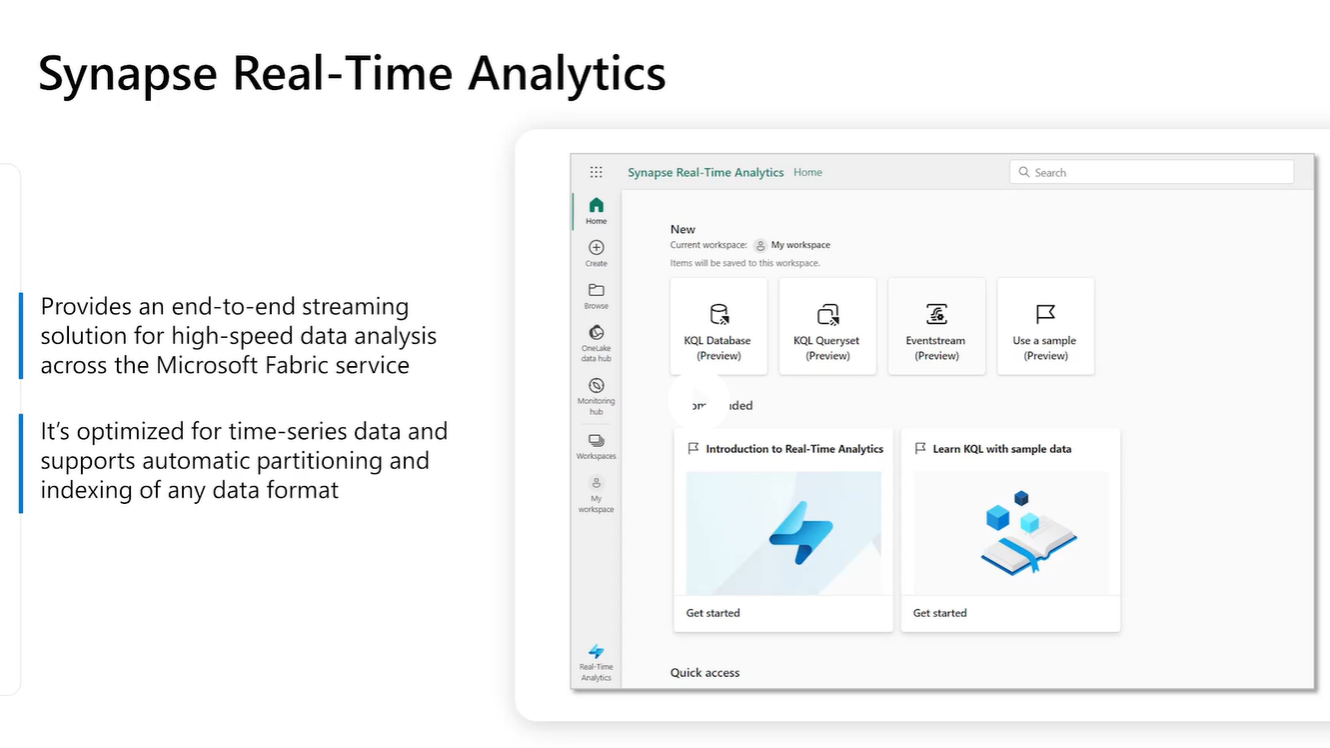 Synapse Real-Time Analytics
Provides an end-to-end streaming
solution for high-speed data analysis
across the Microsoft Fabric service
It's optimized for time-series data and
supports automatic partitioning and
indexing of any data format
Synapse Real-Time Analytics Home
Search
Home
Create
Browse
OneLake
data hub
Monitoring
hub
Workspaces
My
workspace
Real-Time
Analytics
New
Current workspace: My workspace
Items will be saved to this workspace.
KQL Database
(Preview)
KQL Queryset
(Preview)
Eventstream
(Preview)
Use a sample
(Preview)
Introduction to Real-Time Analytics
Get started
Learn KQL with sample data
Get started
Quick access